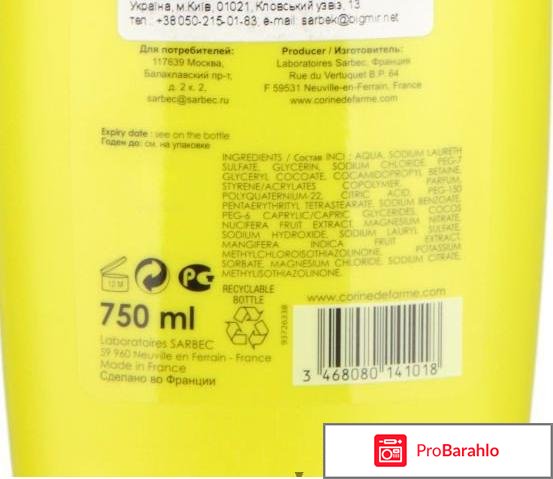 Україна, м.Київ, 01021, Кловський узвіз, 13
тел.: +38050-215-01-83, e-mail: sarbek@bigmir.net
Для потребителей:
117639 Москва,
Балаклавский пр-т,
д. 2 к. 2,
sarbec@sarbec.ru
Producer / Изготовитель:
Laboratoires Sarbec, Франция
Rue du Vertuquet B.P. 64
F 59531 Neuville-en-Ferrain, France
www.corinedefarme.com
Expiry date : see on the bottle
Годен до: см. на упаковке
INGREDIENTS / Состав INCI : AQUA, SODIUM LAURETH
SULFATE, GLYCERIN, SODIUM CHLORIDE, PEG-7
GLYCERYL COCOATE, COCAMIDOPROPYL BETAINE,
STYRENE/ACRYLATES COPOLYMER, PARFUM,
POLYQUATERNIUM-22, CITRIC ACID, PEG-150
PENTAERYTHRITYL TETRASTEARATE, SODIUM BENZOATE,
PEG-6 CAPRYLIC/CAPRIC GLYCERIDES, COCOS
NUCIFERA FRUIT EXTRACT, MAGNESIUM NITRATE,
SODIUM HYDROXIDE, SODIUM LAURYL SULFATE,
MANGIFERA INDICA FRUIT EXTRACT,
METHYLCHLOROISOTHIAZOLINONE, POTASSIUM
SORBATE, MAGNESIUM CHLORIDE, SODIUM CITRATE,
METHYLISOTHIAZOLINONE.
12 M
РСТ
RECYCLABLE
BOTTLE
750 ml
Laboratoires SARBEC
59 960 Neuville en Ferrain - France
Made in France
Сделано во Франции
93726338
www.corinedefarme.com
3 468080 141018
ProBarahlo